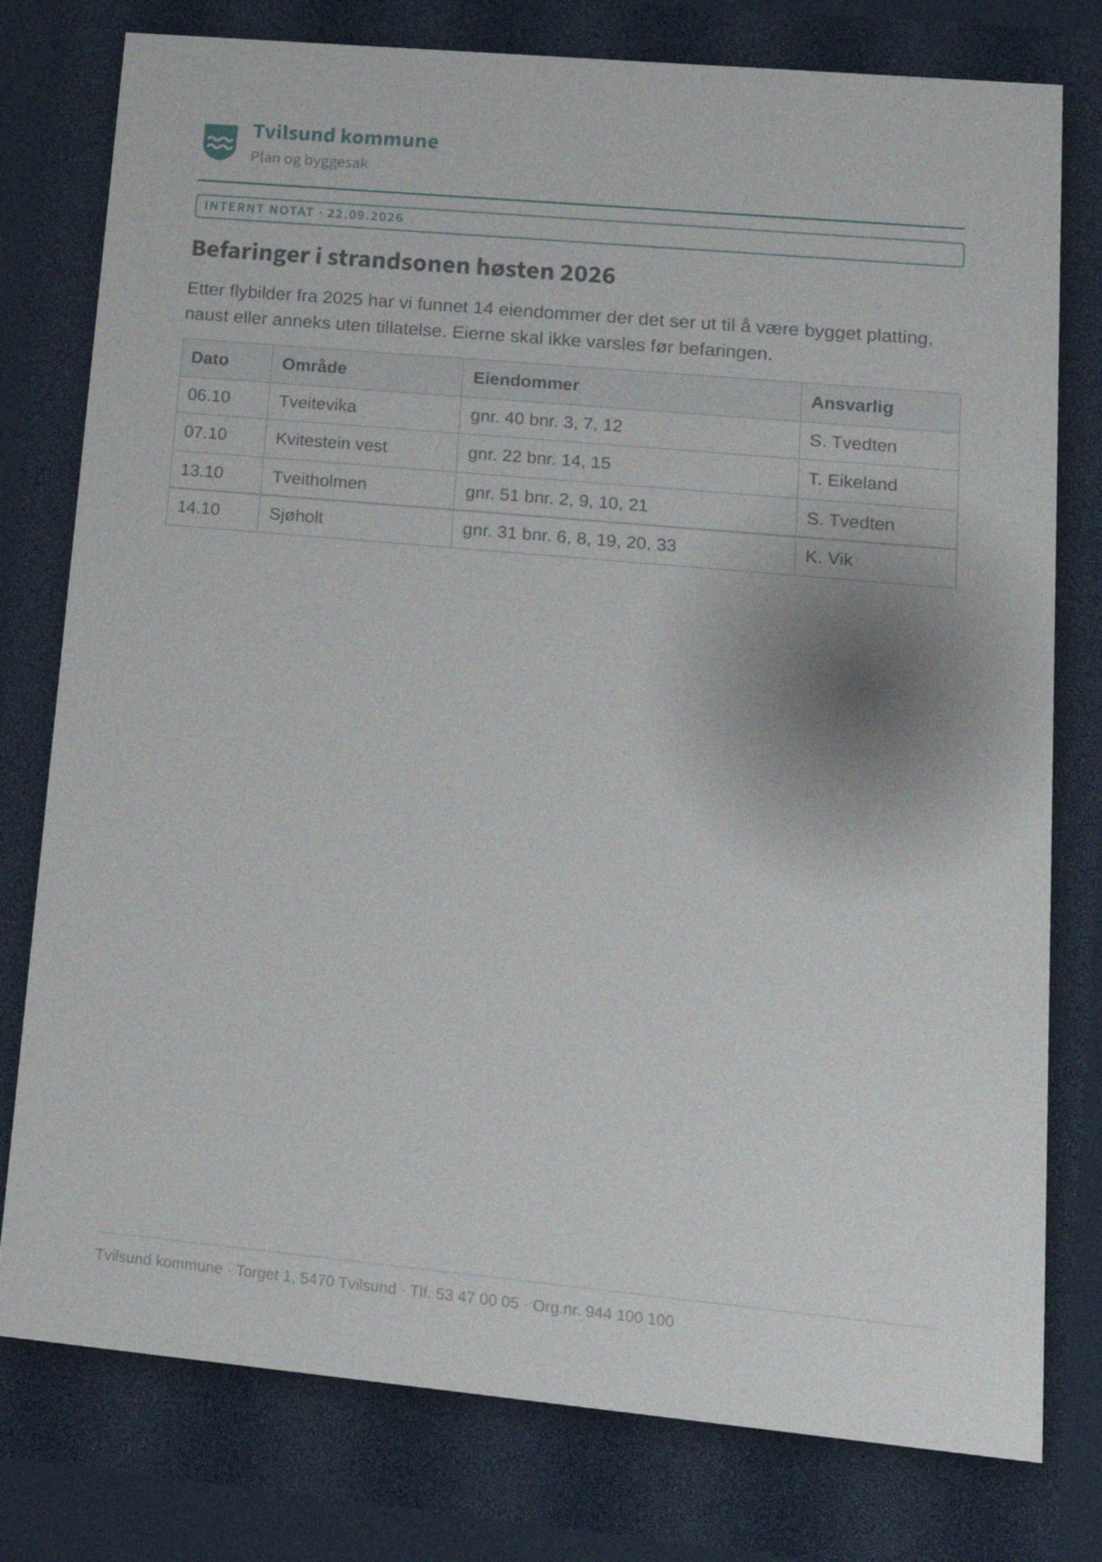 Tvilsund kommune
Plan og byggesak
INTERNT NOTAT · 22.09.2026
Befaringer i strandsonen høsten 2026
Etter flybilder fra 2025 har vi funnet 14 eiendommer der det ser ut til å være bygget platting,
naust eller anneks uten tillatelse. Eierne skal ikke varsles før befaringen.
Dato Område Eiendommer Ansvarlig
06.10 Tveitevika gnr. 40 bnr. 3, 7, 12 S. Tvedten
07.10 Kvitestein vest gnr. 22 bnr. 14, 15 T. Eikeland
13.10 Tveitholmen gnr. 51 bnr. 2, 9, 10, 21 S. Tvedten
14.10 Sjøholt gnr. 31 bnr. 6, 8, 19, 20, 33 K. Vik
Tvilsund kommune · Torget 1, 5470 Tvilsund · Tlf. 53 47 00 05 · Org.nr. 944 100 100